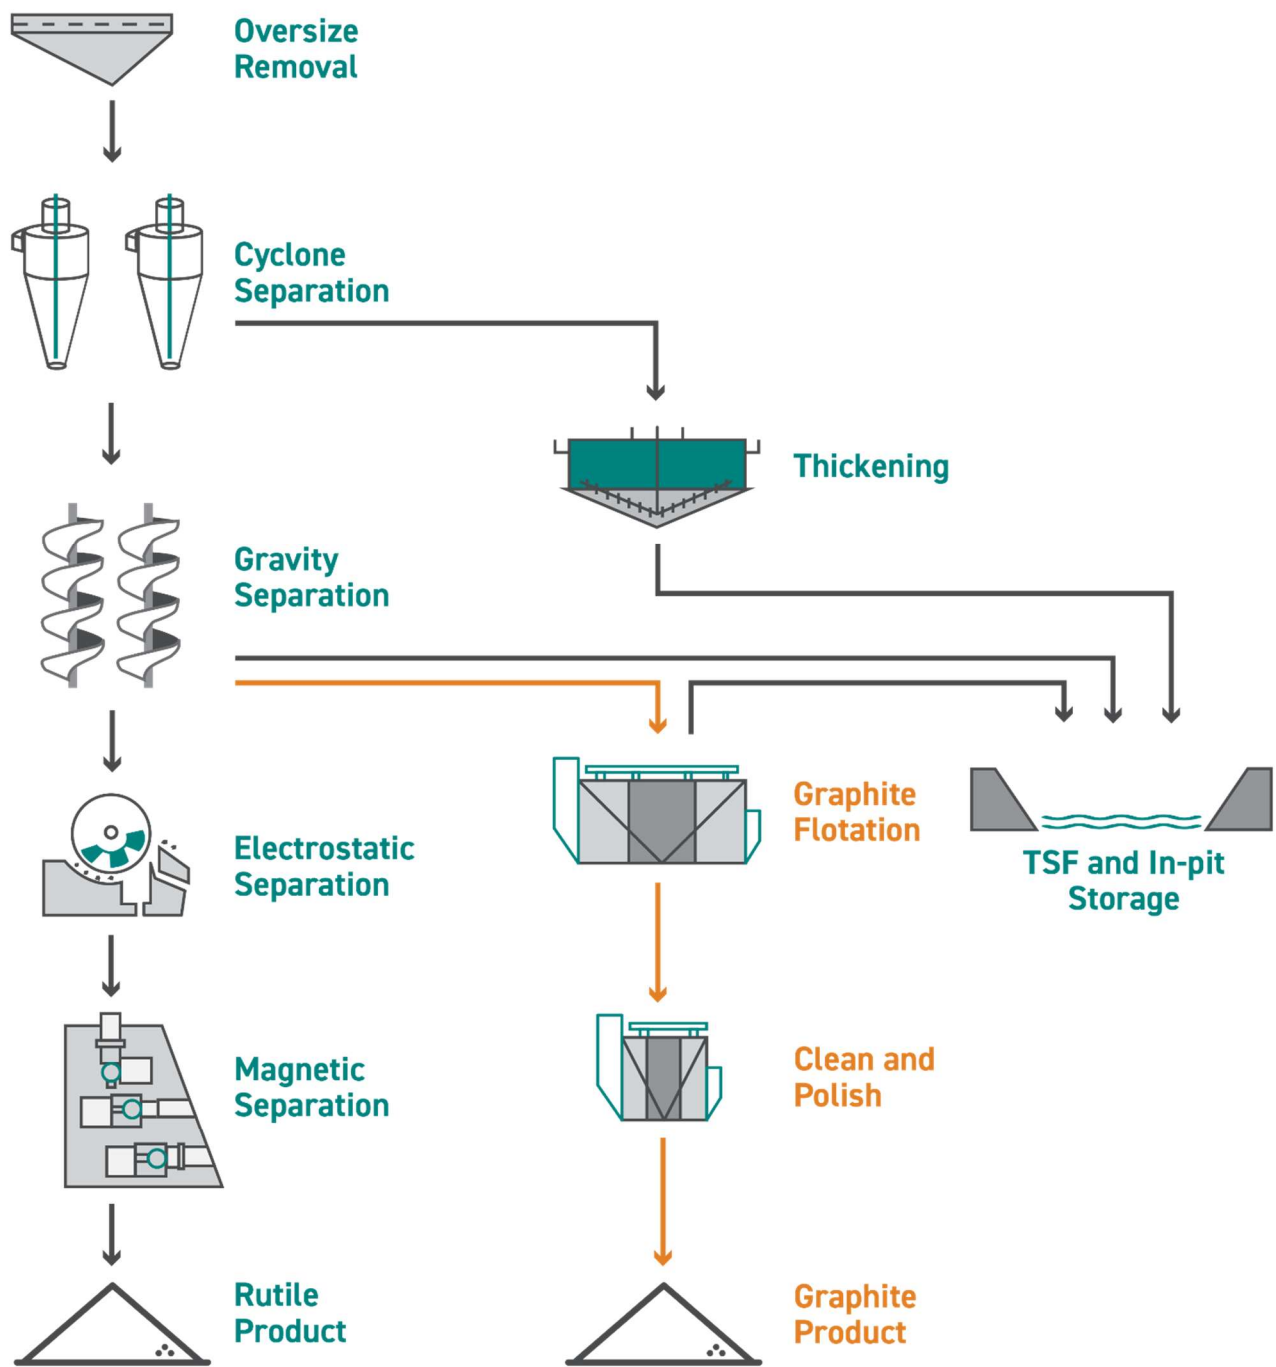 Oversize
Removal
Cyclone
Separation
Thickening
Gravity
Separation
Graphite
Flotation
TSF and In-pit
Storage
Electrostatic
Separation
Clean and
Polish
Magnetic
Separation
Rutile
Product
Graphite
Product